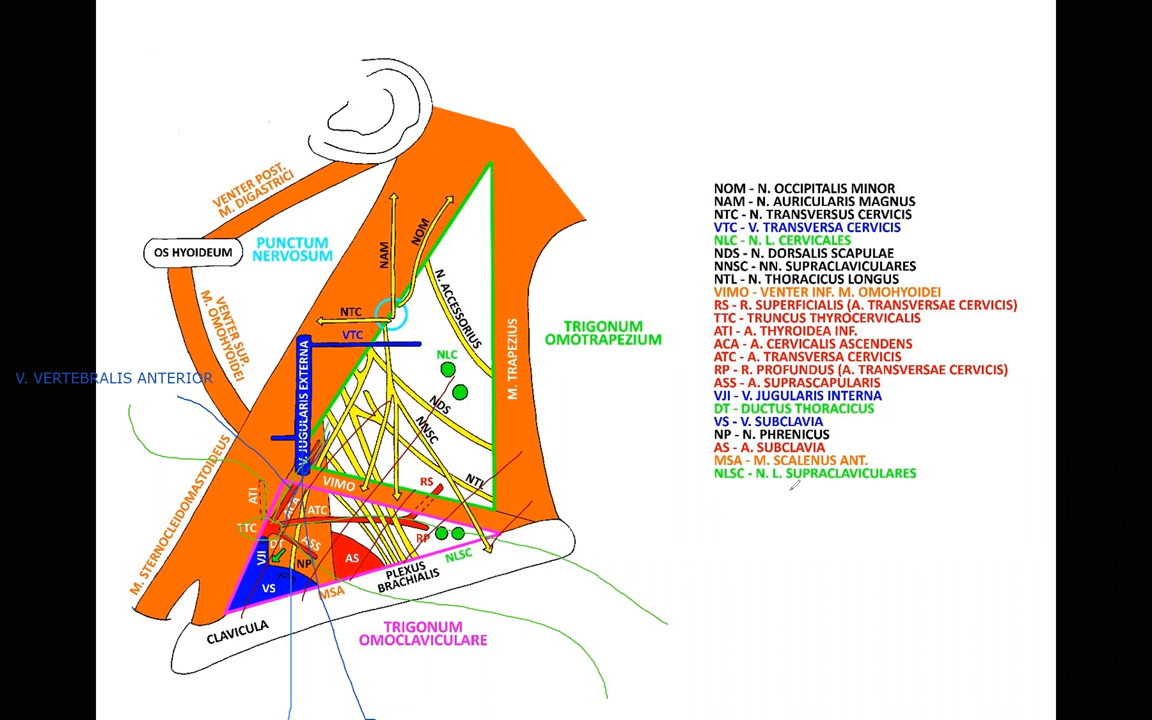 VENTER POST.
M. DIGASTRICI
OS HYOIDEUM
PUNCTUM
NERVOSUM
NAM
NOM
N. ACCESSORIUS
NTC
VTC
VENTER SUP.
M. OMOHYOIDEI
V. JUGULARIS EXTERNA
NLC
M. TRAPEZIUS
TRIGONUM
OMOTRAPEZIUM
V. VERTEBRALIS ANTERIOR
NDS
NNSC
M. STERNOCLEIDOMASTOIDEUS
VIMO
RS
NTL
ATI
ACA
ATC
TTC
RP
DT
ASS
VJI
NP
AS
NLSC
VS
MSA
PLEXUS
BRACHIALIS
CLAVICULA
TRIGONUM
OMOCLAVICULARE
NOM - N. OCCIPITALIS MINOR
NAM - N. AURICULARIS MAGNUS
NTC - N. TRANSVERSUS CERVICIS
VTC - V. TRANSVERSA CERVICIS
NLC - N. L. CERVICALES
NDS - N. DORSALIS SCAPULAE
NNSC - NN. SUPRACLAVICULARES
NTL - N. THORACICUS LONGUS
VIMO - VENTER INF. M. OMOHYOIDEI
RS - R. SUPERFICIALIS (A. TRANSVERSAE CERVICIS)
TTC - TRUNCUS THYROCERVICALIS
ATI - A. THYROIDEA INF.
ACA - A. CERVICALIS ASCENDENS
ATC - A. TRANSVERSA CERVICIS
RP - R. PROFUNDUS (A. TRANSVERSAE CERVICIS)
ASS - A. SUPRASCAPULARIS
VJI - V. JUGULARIS INTERNA
DT - DUCTUS THORACICUS
VS - V. SUBCLAVIA
NP - N. PHRENICUS
AS - A. SUBCLAVIA
MSA - M. SCALENUS ANT.
NLSC - N. L. SUPRACLAVICULARES